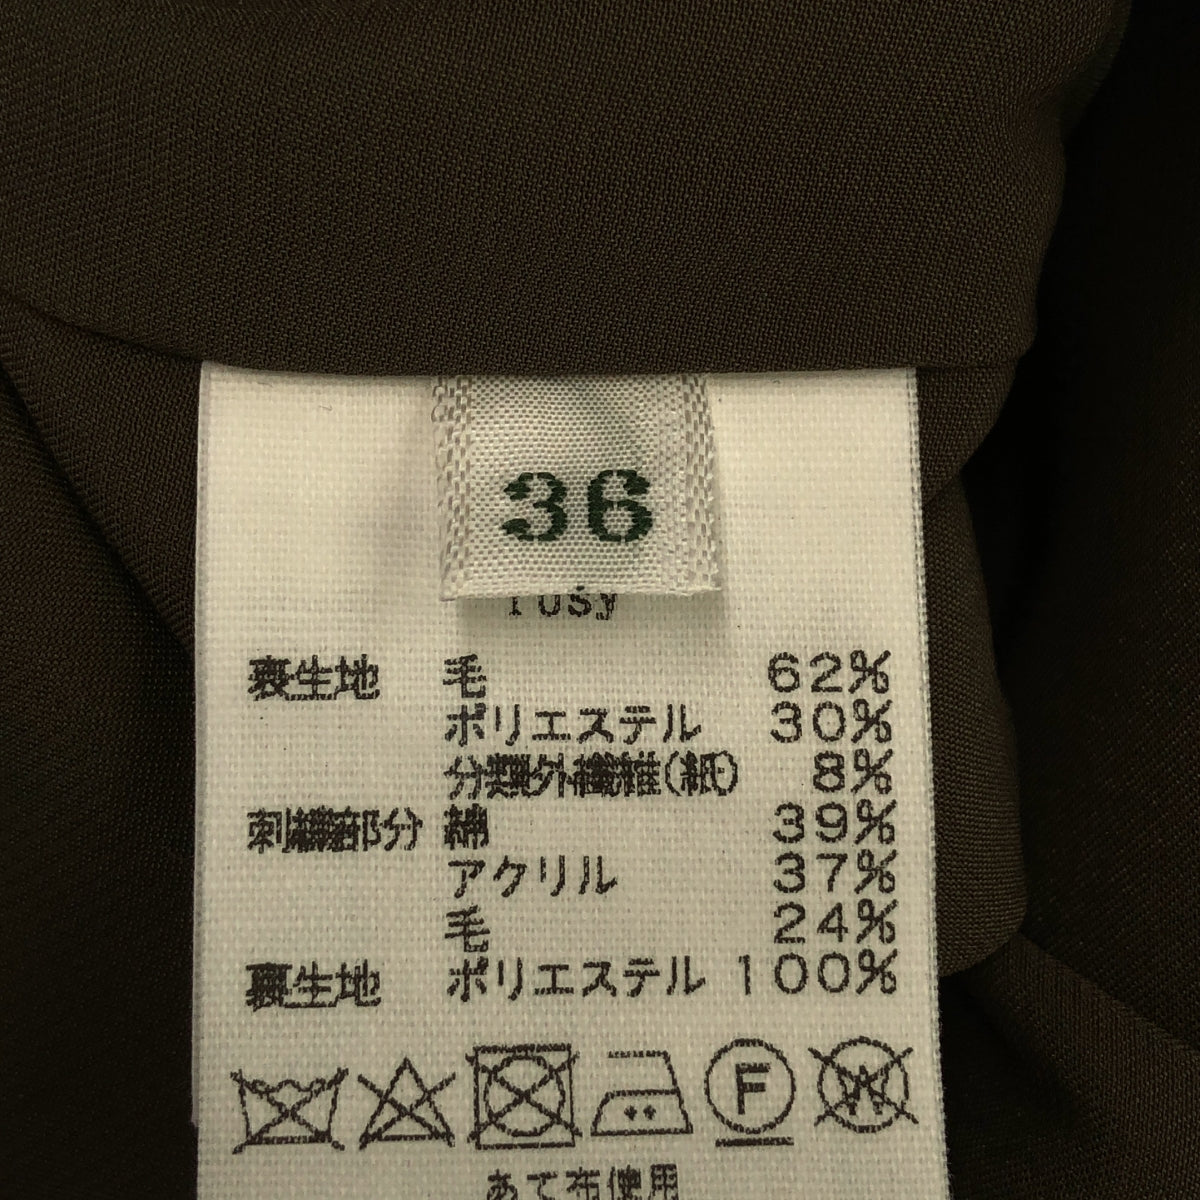 36
rosy
表生地 毛 62%
ポリエステル 30%
分類外繊維(紙) 8%
刺繍部分 綿 39%
アクリル 37%
毛 24%
裏生地 ポリエステル 100%
F W
あて布使用